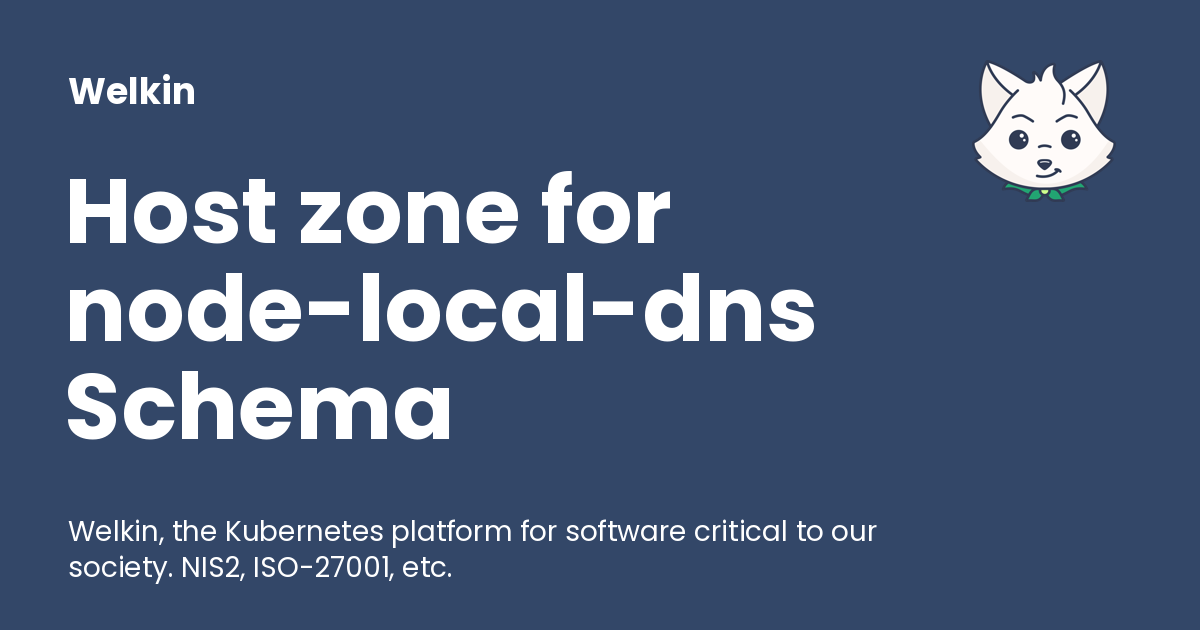 Welkin
Host zone for
node-local-dns
Schema
Welkin, the Kubernetes platform for software critical to our
society. NIS2, ISO-27001, etc.